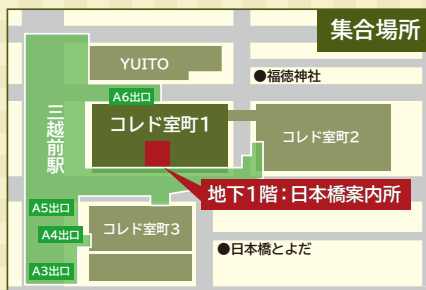 集合場所
YUITO
●福徳神社
A6出口
コレド室町1
コレド室町2
三越前駅
地下1階：日本橋案内所
A5出口
コレド室町3
A4出口
●日本橋とよだ
A3出口